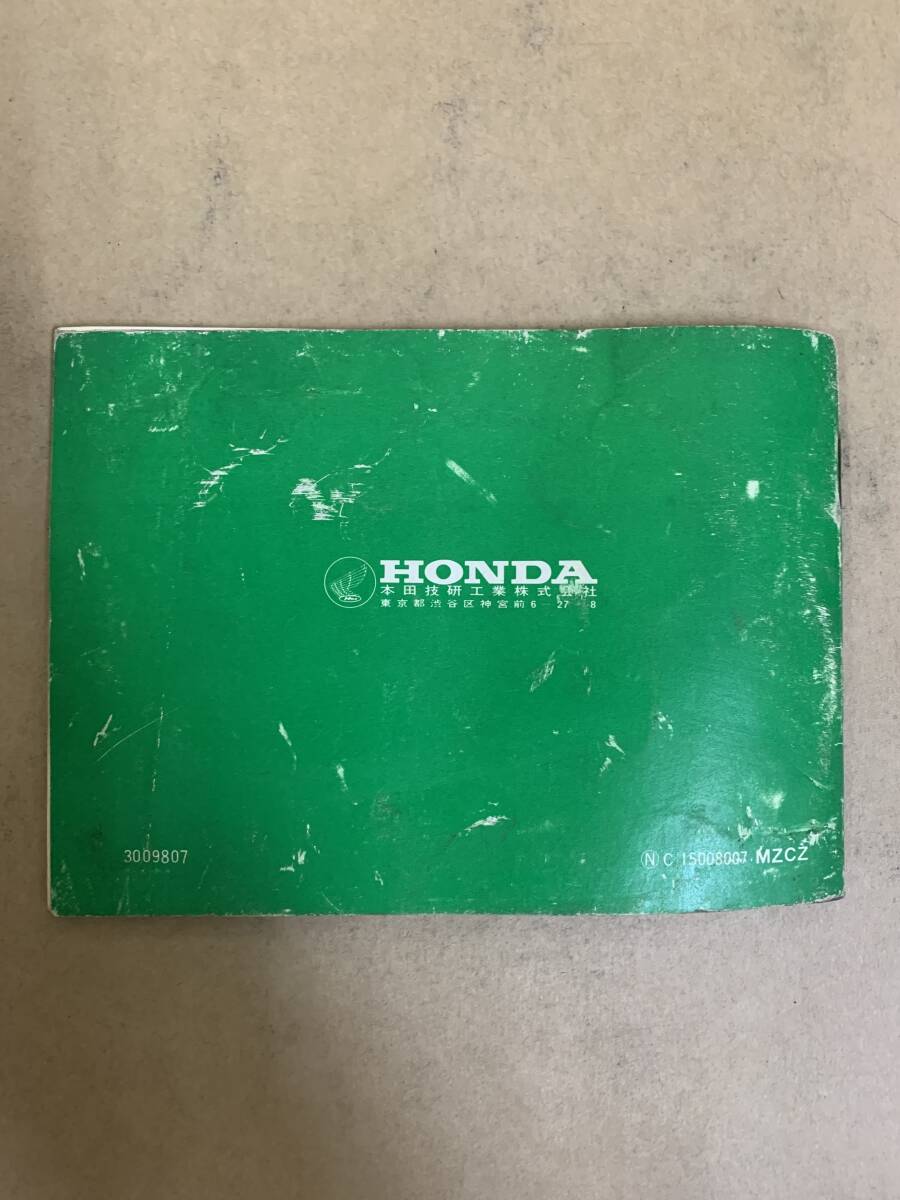 HONDA
本田技研工業株式会社
東京都渋谷区神宮前6-27-8
3009807
Ⓝ C 15008007 · MZCZ